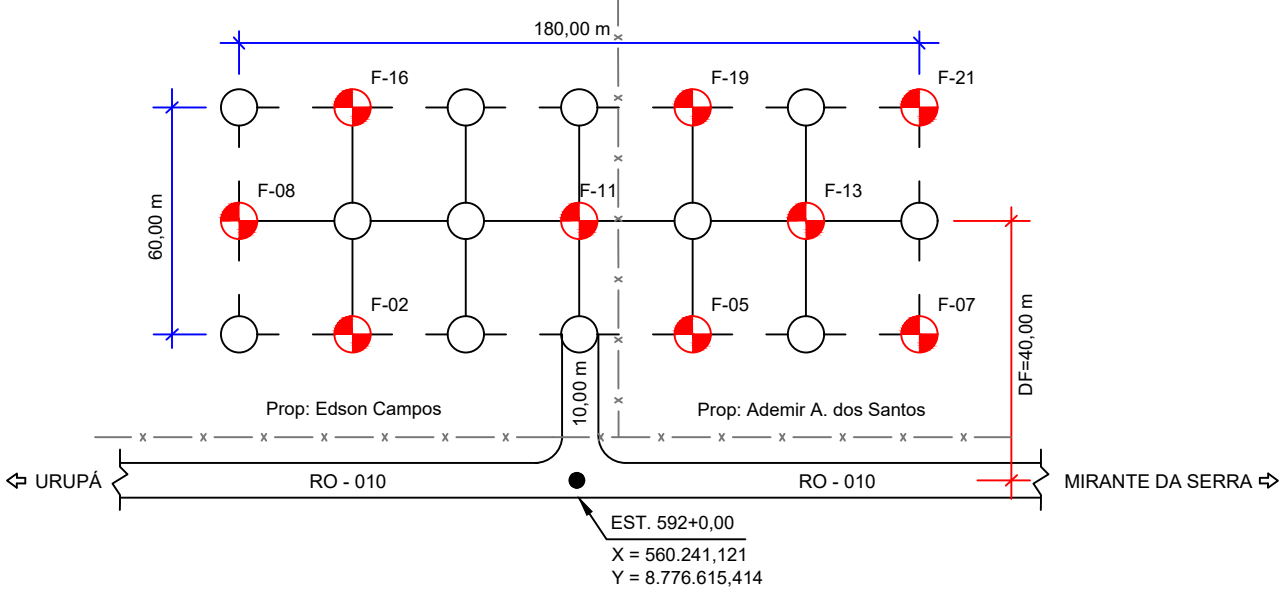 180,00 m
F-16
F-19
F-21
60,00 m
F-08
F-11
F-13
F-02
F-05
F-07
DF=40,00 m
10,00 m
Prop: Edson Campos
Prop: Ademir A. dos Santos
URUPÁ
RO - 010
RO - 010
MIRANTE DA SERRA
EST. 592+0,00
X = 560.241,121
Y = 8.776.615,414